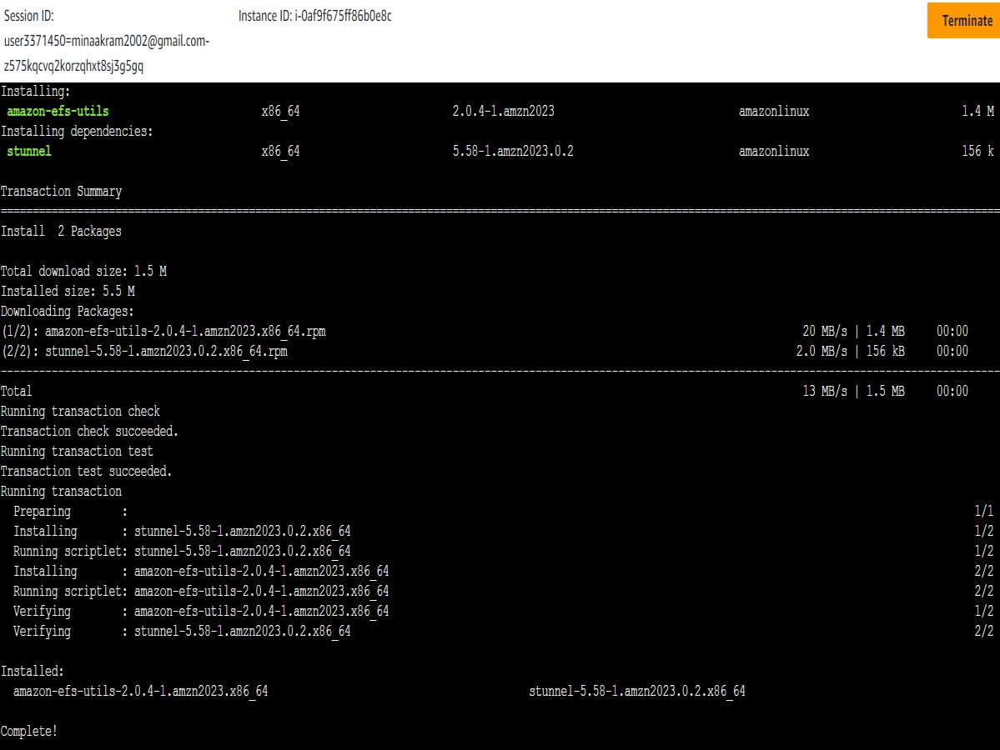 Session ID:
Instance ID: i-0af9f675ff86b0e8c
Terminate
user3371450=minaakram2002@gmail.com-
z575kqcvq2korzqhxt8sj3g5gq
Installing:
amazon-efs-utils x86_64 2.0.4-1.amzn2023 amazonlinux 1.4 M
Installing dependencies:
stunnel x86_64 5.58-1.amzn2023.0.2 amazonlinux 156 k
Transaction Summary
Install 2 Packages
Total download size: 1.5 M
Installed size: 5.5 M
Downloading Packages:
(1/2): amazon-efs-utils-2.0.4-1.amzn2023.x86_64.rpm 20 MB/s | 1.4 MB 00:00
(2/2): stunnel-5.58-1.amzn2023.0.2.x86_64.rpm 2.0 MB/s | 156 kB 00:00
Total 13 MB/s | 1.5 MB 00:00
Running transaction check
Transaction check succeeded.
Running transaction test
Transaction test succeeded.
Running transaction
Preparing : 1/1
Installing : stunnel-5.58-1.amzn2023.0.2.x86_64 1/2
Running scriptlet: stunnel-5.58-1.amzn2023.0.2.x86_64 1/2
Installing : amazon-efs-utils-2.0.4-1.amzn2023.x86_64 2/2
Running scriptlet: amazon-efs-utils-2.0.4-1.amzn2023.x86_64 2/2
Verifying : amazon-efs-utils-2.0.4-1.amzn2023.x86_64 1/2
Verifying : stunnel-5.58-1.amzn2023.0.2.x86_64 2/2
Installed:
amazon-efs-utils-2.0.4-1.amzn2023.x86_64 stunnel-5.58-1.amzn2023.0.2.x86_64
Complete!